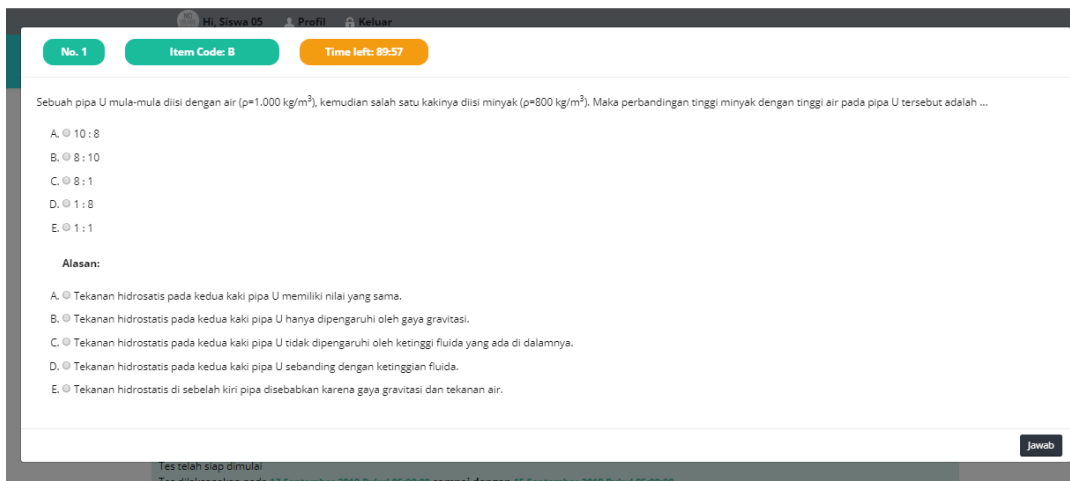 Hi, Siswa 05 Profil Keluar
No. 1 Item Code: B Time left: 89:57
Sebuah pipa U mula-mula diisi dengan air (ρ=1.000 kg/m³), kemudian salah satu kakinya diisi minyak (ρ=800 kg/m³). Maka perbandingan tinggi minyak dengan tinggi air pada pipa U tersebut adalah ...
A. 10 : 8
B. 8 : 10
C. 8 : 1
D. 1 : 8
E. 1 : 1
Alasan:
A. Tekanan hidrosatis pada kedua kaki pipa U memiliki nilai yang sama.
B. Tekanan hidrostatis pada kedua kaki pipa U hanya dipengaruhi oleh gaya gravitasi.
C. Tekanan hidrostatis pada kedua kaki pipa U tidak dipengaruhi oleh ketinggi fluida yang ada di dalamnya.
D. Tekanan hidrostatis pada kedua kaki pipa U sebanding dengan ketinggian fluida.
E. Tekanan hidrostatis di sebelah kiri pipa disebabkan karena gaya gravitasi dan tekanan air.
Jawab
Tes telah siap dimulai